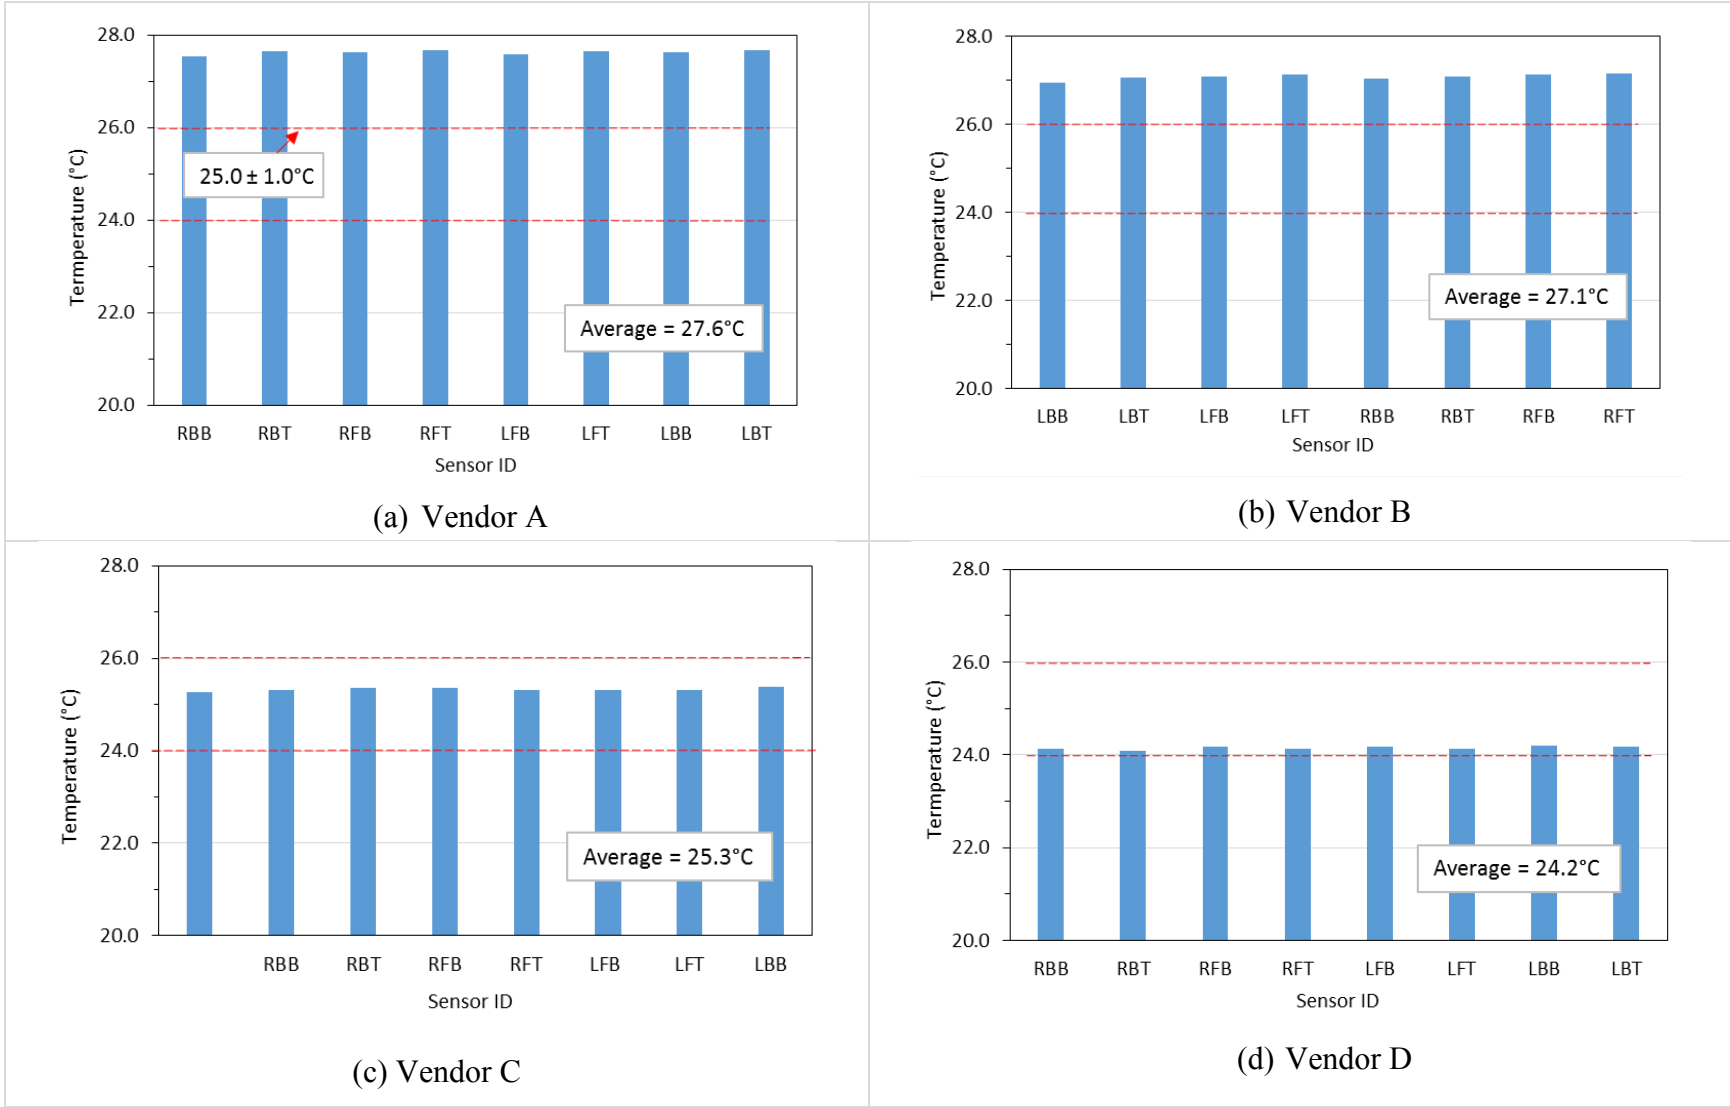 28.0
26.0
24.0
22.0
20.0
Termperature (°C)
25.0 ± 1.0°C
Average = 27.6°C
RBB RBT RFB RFT LFB LFT LBB LBT
Sensor ID
(a) Vendor A
28.0
26.0
24.0
22.0
20.0
Temperature (°C)
Average = 27.1°C
LBB LBT LFB LFT RBB RBT RFB RFT
Sensor ID
(b) Vendor B
28.0
26.0
24.0
22.0
20.0
Temperature (°C)
Average = 25.3°C
RBB RBT RFB RFT LFB LFT LBB
Sensor ID
(c) Vendor C
28.0
26.0
24.0
22.0
20.0
Termperature (°C)
Average = 24.2°C
RBB RBT RFB RFT LFB LFT LBB LBT
Sensor ID
(d) Vendor D